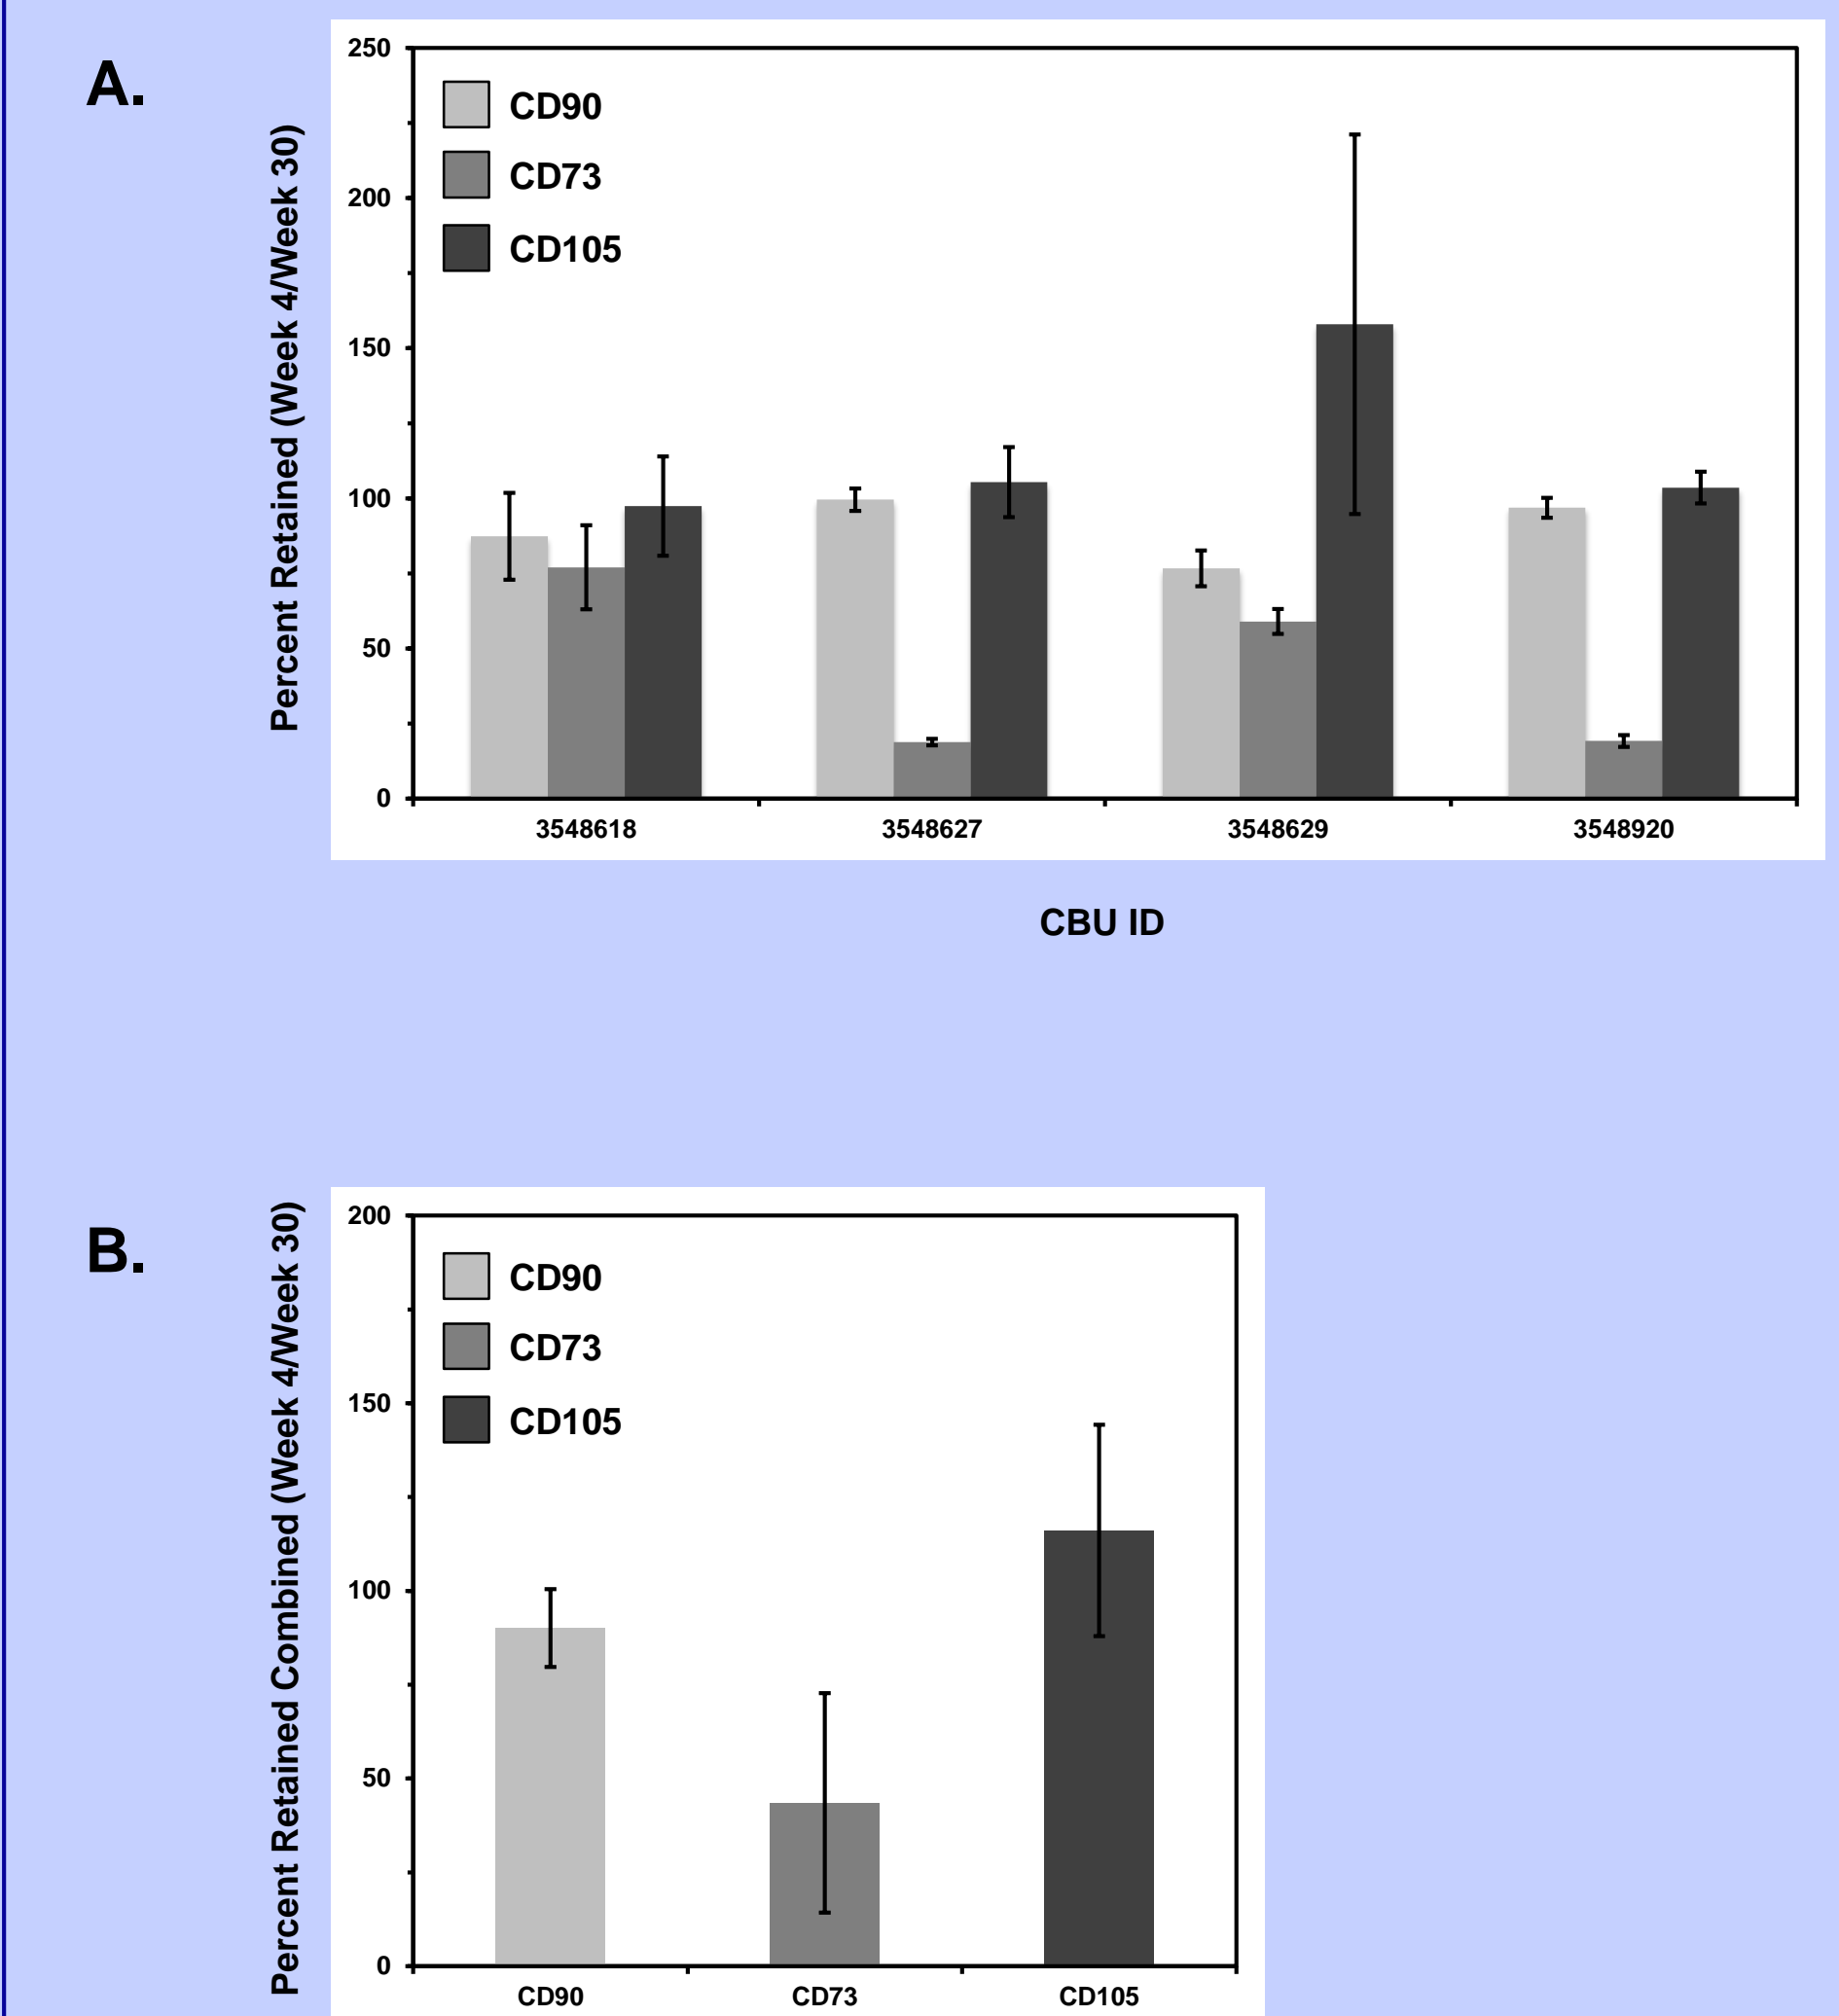 A.
Percent Retained (Week 4/Week 30)
250
200
150
100
50
0
CD90
CD73
CD105
3548618
3548627
3548629
3548920
CBU ID
B.
Percent Retained Combined (Week 4/Week 30)
200
150
100
50
0
CD90
CD73
CD105
CD90
CD73
CD105